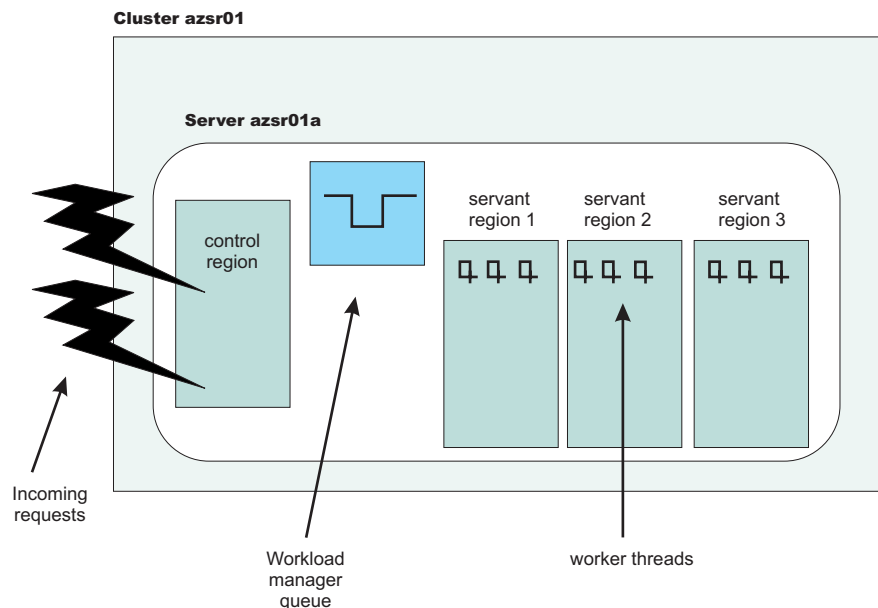 Cluster azsr01
Server azsr01a
control
region
servant
region 1
servant
region 2
servant
region 3
Incoming
requests
Workload
manager
queue
worker threads